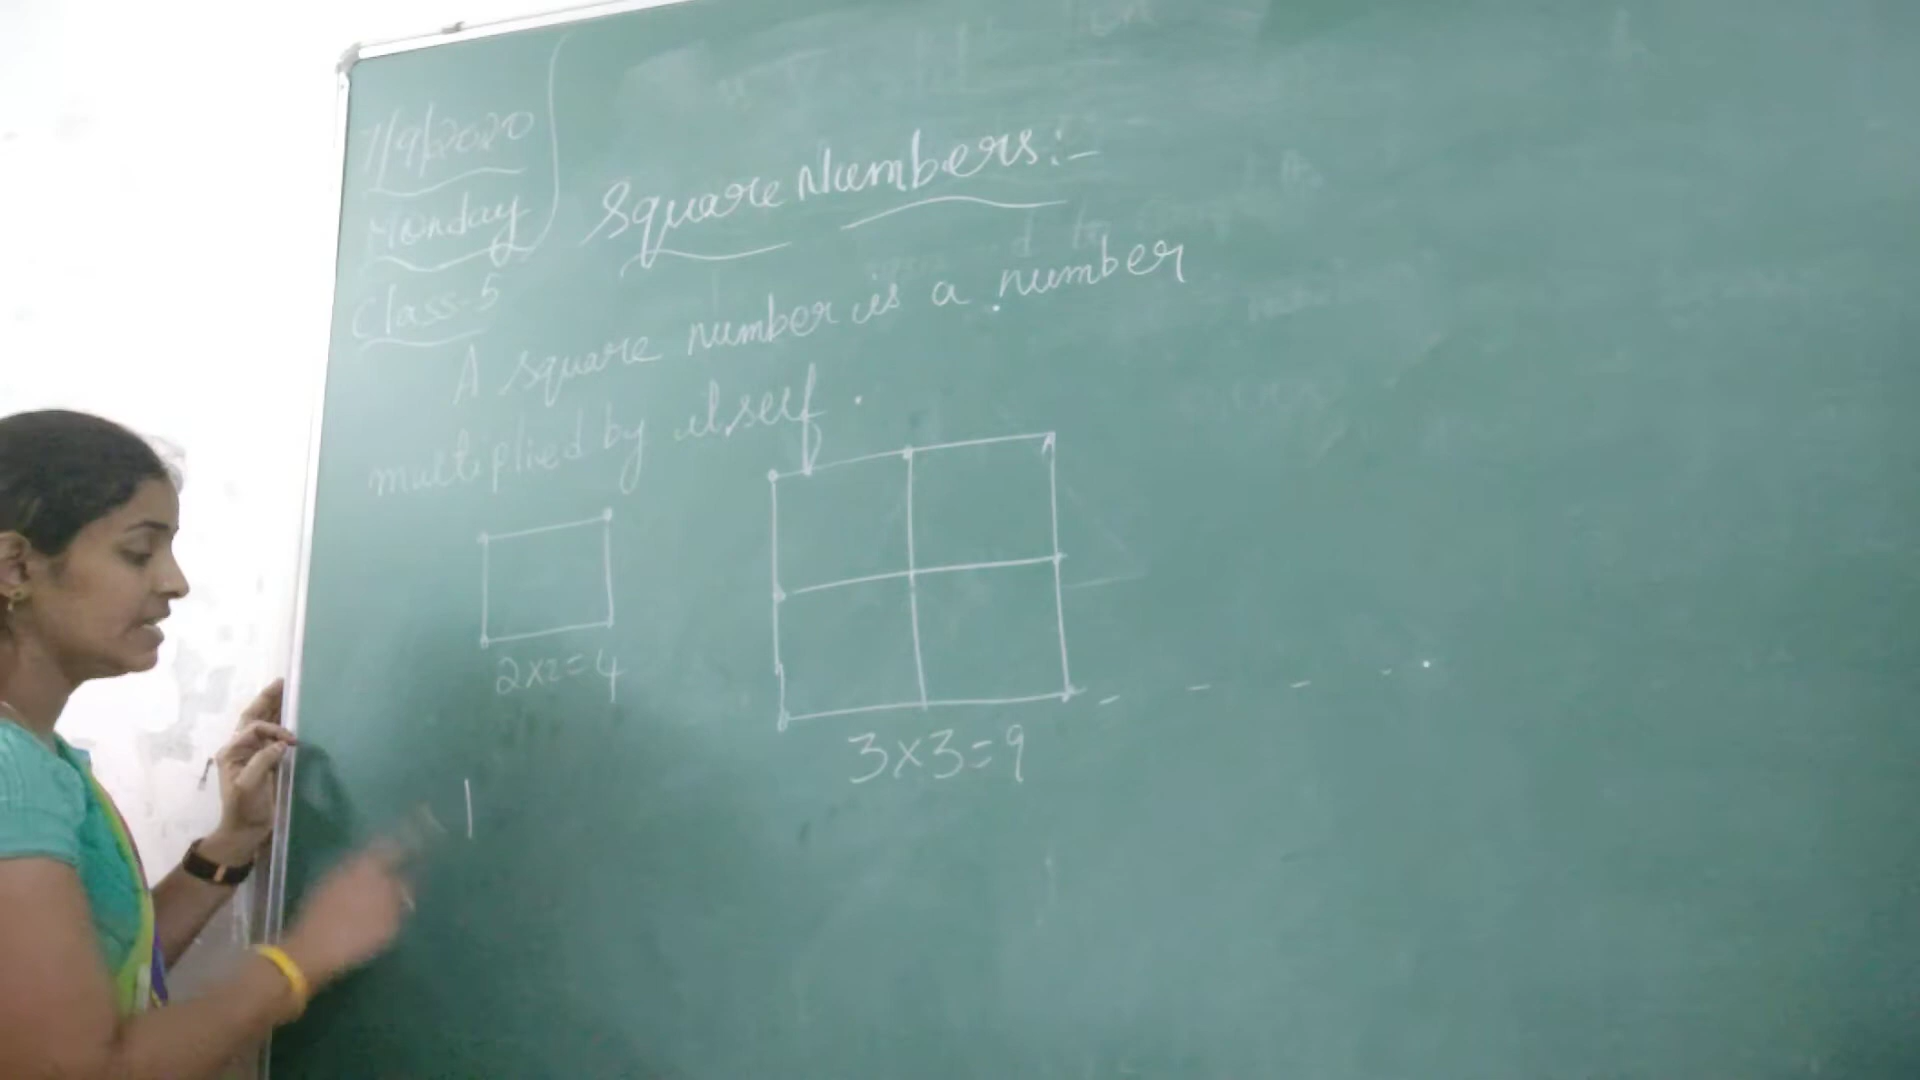 7/9/2020
Monday
Class-5
Square Numbers:-
A square number is a number
multiplied by itself.
2x2=4
3x3=9
1